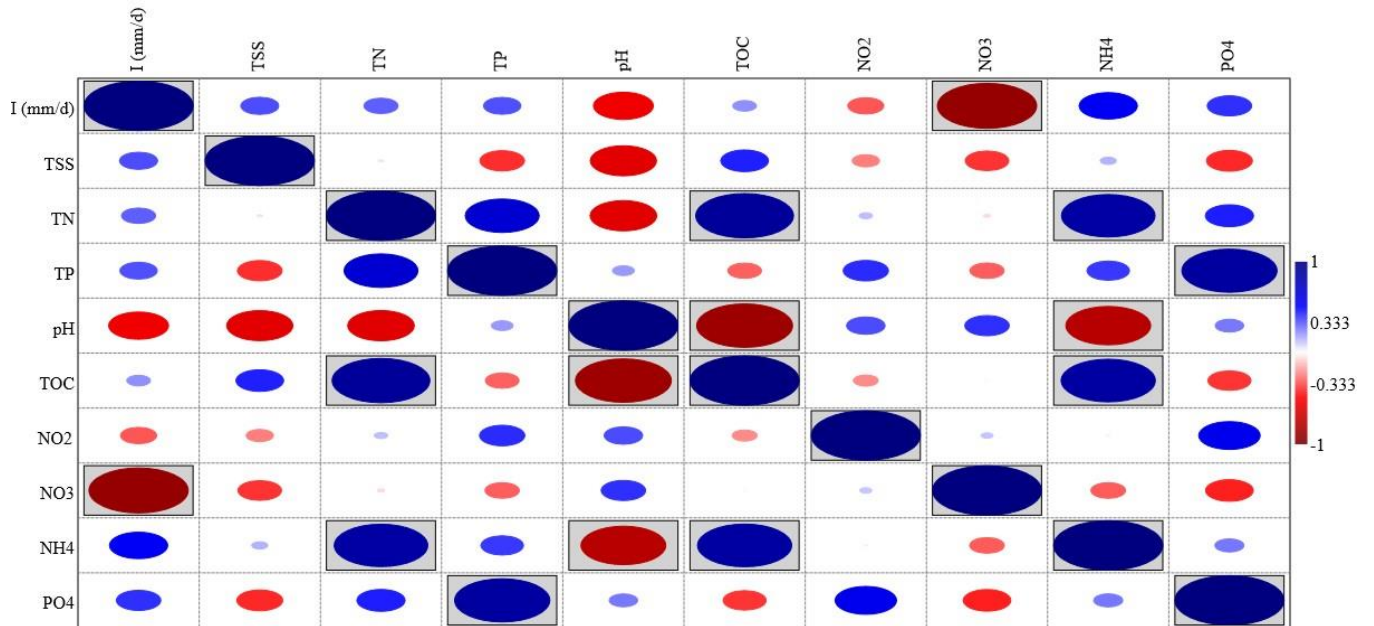 I (mm/d) TSS TN TP pH TOC NO2 NO3 NH4 PO4
I (mm/d)
TSS
TN
TP
pH
TOC
NO2
NO3
NH4
PO4
1
0.333
-0.333
-1